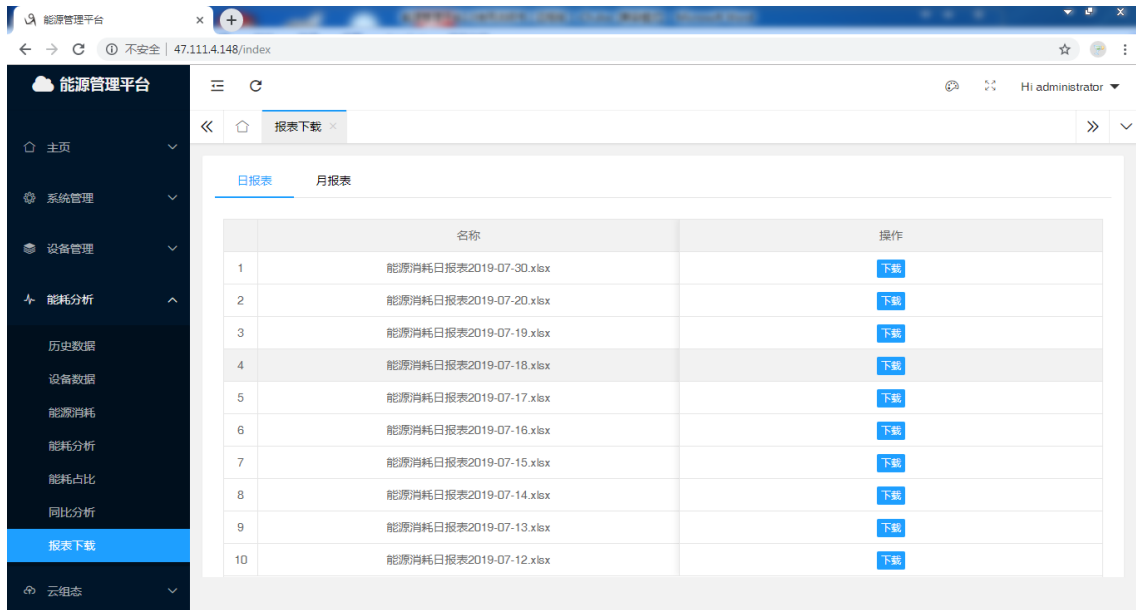 能源管理平台
不安全 | 47.111.4.148/index
能源管理平台
Hi administrator
报表下载
主页
系统管理
设备管理
能耗分析
历史数据
设备数据
能源消耗
能耗分析
能耗占比
同比分析
报表下载
云组态
日报表 月报表
名称 操作
1 能源消耗日报表2019-07-30.xlsx 下载
2 能源消耗日报表2019-07-20.xlsx 下载
3 能源消耗日报表2019-07-19.xlsx 下载
4 能源消耗日报表2019-07-18.xlsx 下载
5 能源消耗日报表2019-07-17.xlsx 下载
6 能源消耗日报表2019-07-16.xlsx 下载
7 能源消耗日报表2019-07-15.xlsx 下载
8 能源消耗日报表2019-07-14.xlsx 下载
9 能源消耗日报表2019-07-13.xlsx 下载
10 能源消耗日报表2019-07-12.xlsx 下载